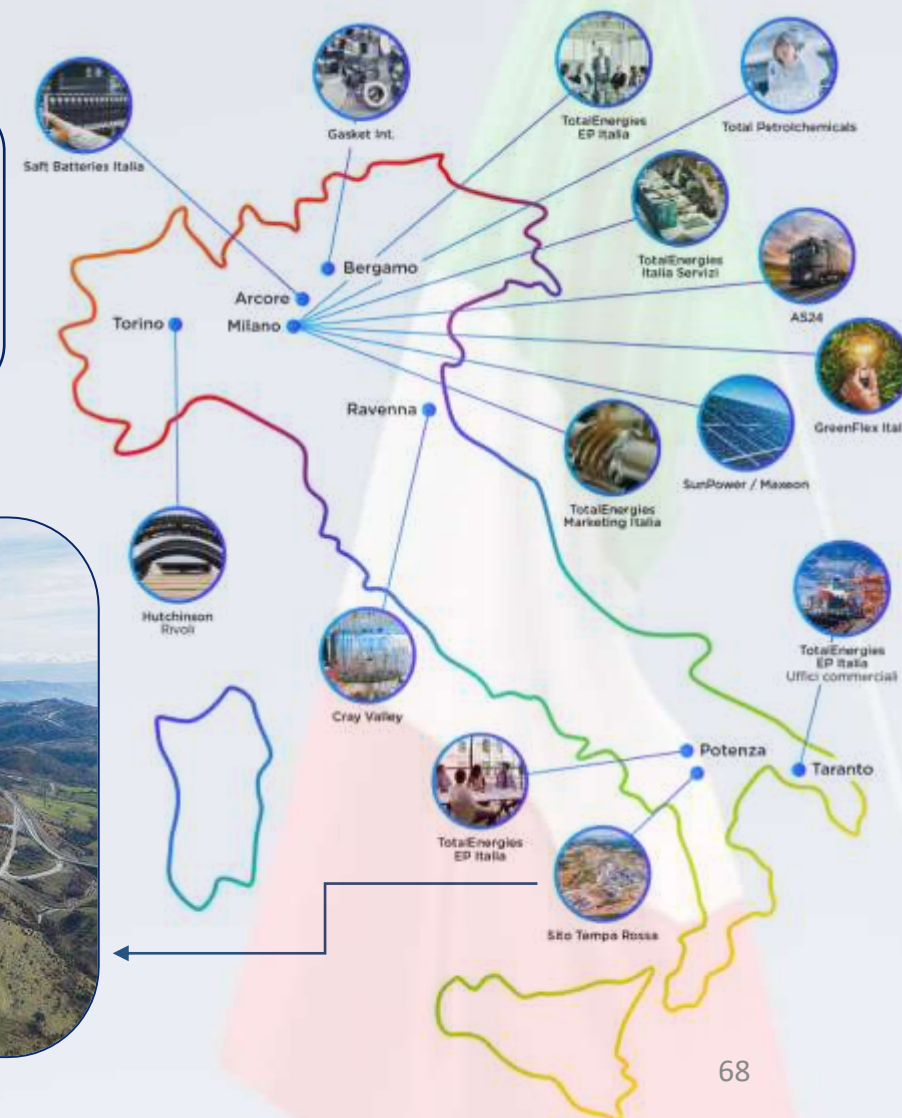 Saft Batteries Italia
Gasket Int.
TotalEnergies
EP Italia
Total Petrolchemicals
TotalEnergies
Italia Servizi
AS24
GreenFlex Ital
SunPower / Maxeon
TotalEnergies
Marketing Italia
Bergamo
Arcore
Milano
Torino
Ravenna
Hutchinson
Rivoli
Cray Valley
TotalEnergies
EP Italia
Uffici commerciali
Potenza
Taranto
TotalEnergies
EP Italia
Sito Tempa Rossa
68